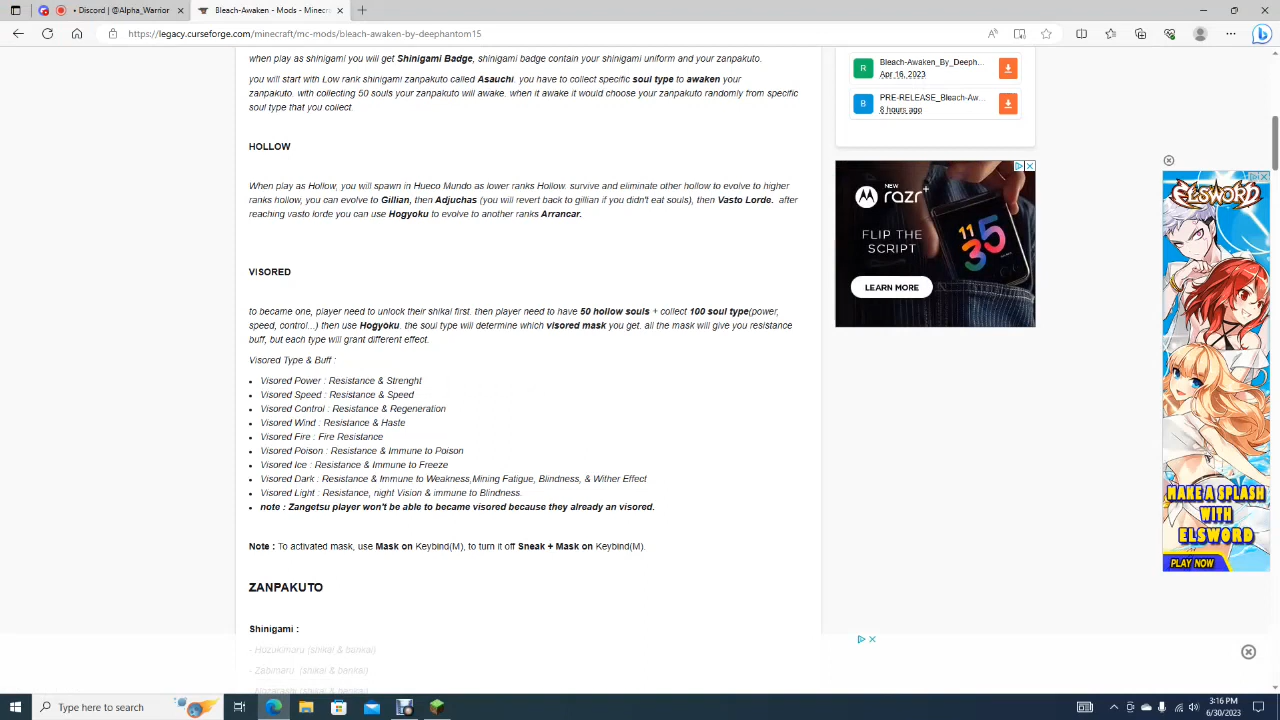 • Discord | @Alpha_Warrior
Bleach-Awaken - Mods - Minecraft
https://legacy.curseforge.com/minecraft/mc-mods/bleach-awaken-by-deephantom15
when play as shinigami you will get Shinigami Badge, shinigami badge contain your shinigami uniform and your zanpakuto.
you will start with Low rank shinigami zanpakuto called Asauchi. you have to collect specific soul type to awaken your
zanpakuto. with collecting 50 souls your zanpakuto will awake. when it awake it would choose your zanpakuto randomly from specific
soul type that you collect.
HOLLOW
When play as Hollow, you will spawn in Hueco Mundo as lower ranks Hollow. survive and eliminate other hollow to evolve to higher
ranks hollow, you can evolve to Gillian, then Adjuchas (you will revert back to gillian if you didn't eat souls), then Vasto Lorde. after
reaching vasto lorde you can use Hogyoku to evolve to another ranks Arrancar.
VISORED
to became one, player need to unlock their shikai first. then player need to have 50 hollow souls + collect 100 soul type(power,
speed, control...) then use Hogyoku. the soul type will determine which visored mask you get. all the mask will give you resistance
buff, but each type will grant different effect.
Visored Type & Buff :
• Visored Power : Resistance & Strenght
• Visored Speed : Resistance & Speed
• Visored Control : Resistance & Regeneration
• Visored Wind : Resistance & Haste
• Visored Fire : Fire Resistance
• Visored Poison : Resistance & Immune to Poison
• Visored Ice : Resistance & Immune to Freeze
• Visored Dark : Resistance & Immune to Weakness,Mining Fatigue, Blindness, & Wither Effect
• Visored Light : Resistance, night Vision & immune to Blindness.
• note : Zangetsu player won't be able to became visored because they already an visored.
Note : To activated mask, use Mask on Keybind(M), to turn it off Sneak + Mask on Keybind(M).
ZANPAKUTO
Shinigami :
- Hozukimaru (shikai & bankai)
- Zabimaru (shikai & bankai)
R
Bleach-Awaken_By_Deeph...
Apr 16, 2023
B
PRE-RELEASE_Bleach-Aw...
8 hours ago
NEW
razr+
FLIP THE
SCRIPT
LEARN MORE
11
35
ELSWORD
MAKE A SPLASH
WITH
ELSWORD
PLAY NOW
Type here to search
3:16 PM
6/30/2023